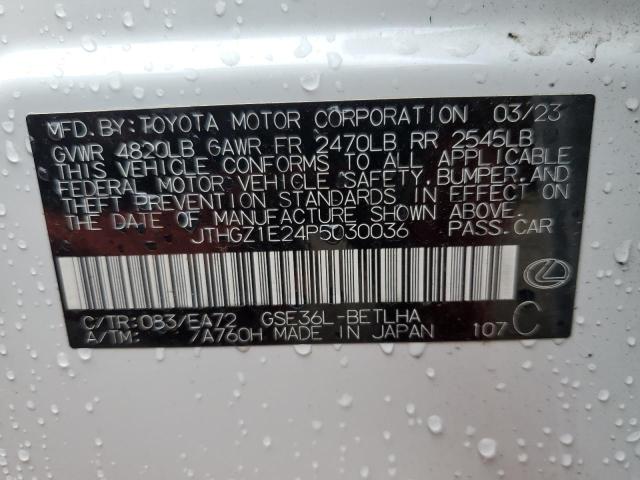 MFD. BY: TOYOTA MOTOR CORPORATION 03/23
GVWR 4820LB GAWR FR 2470LB RR 2545LB
THIS VEHICLE CONFORMS TO ALL APPLICABLE
FEDERAL MOTOR VEHICLE SAFETY, BUMPER, AND
THEFT PREVENTION STANDARDS IN EFFECT ON
THE DATE OF MANUFACTURE SHOWN ABOVE.
JTHGZ1E24P5030036 PASS. CAR
C/TR: 083/EA72 GSE36L-BETLHA
A/TM: /A760H MADE IN JAPAN 107 C